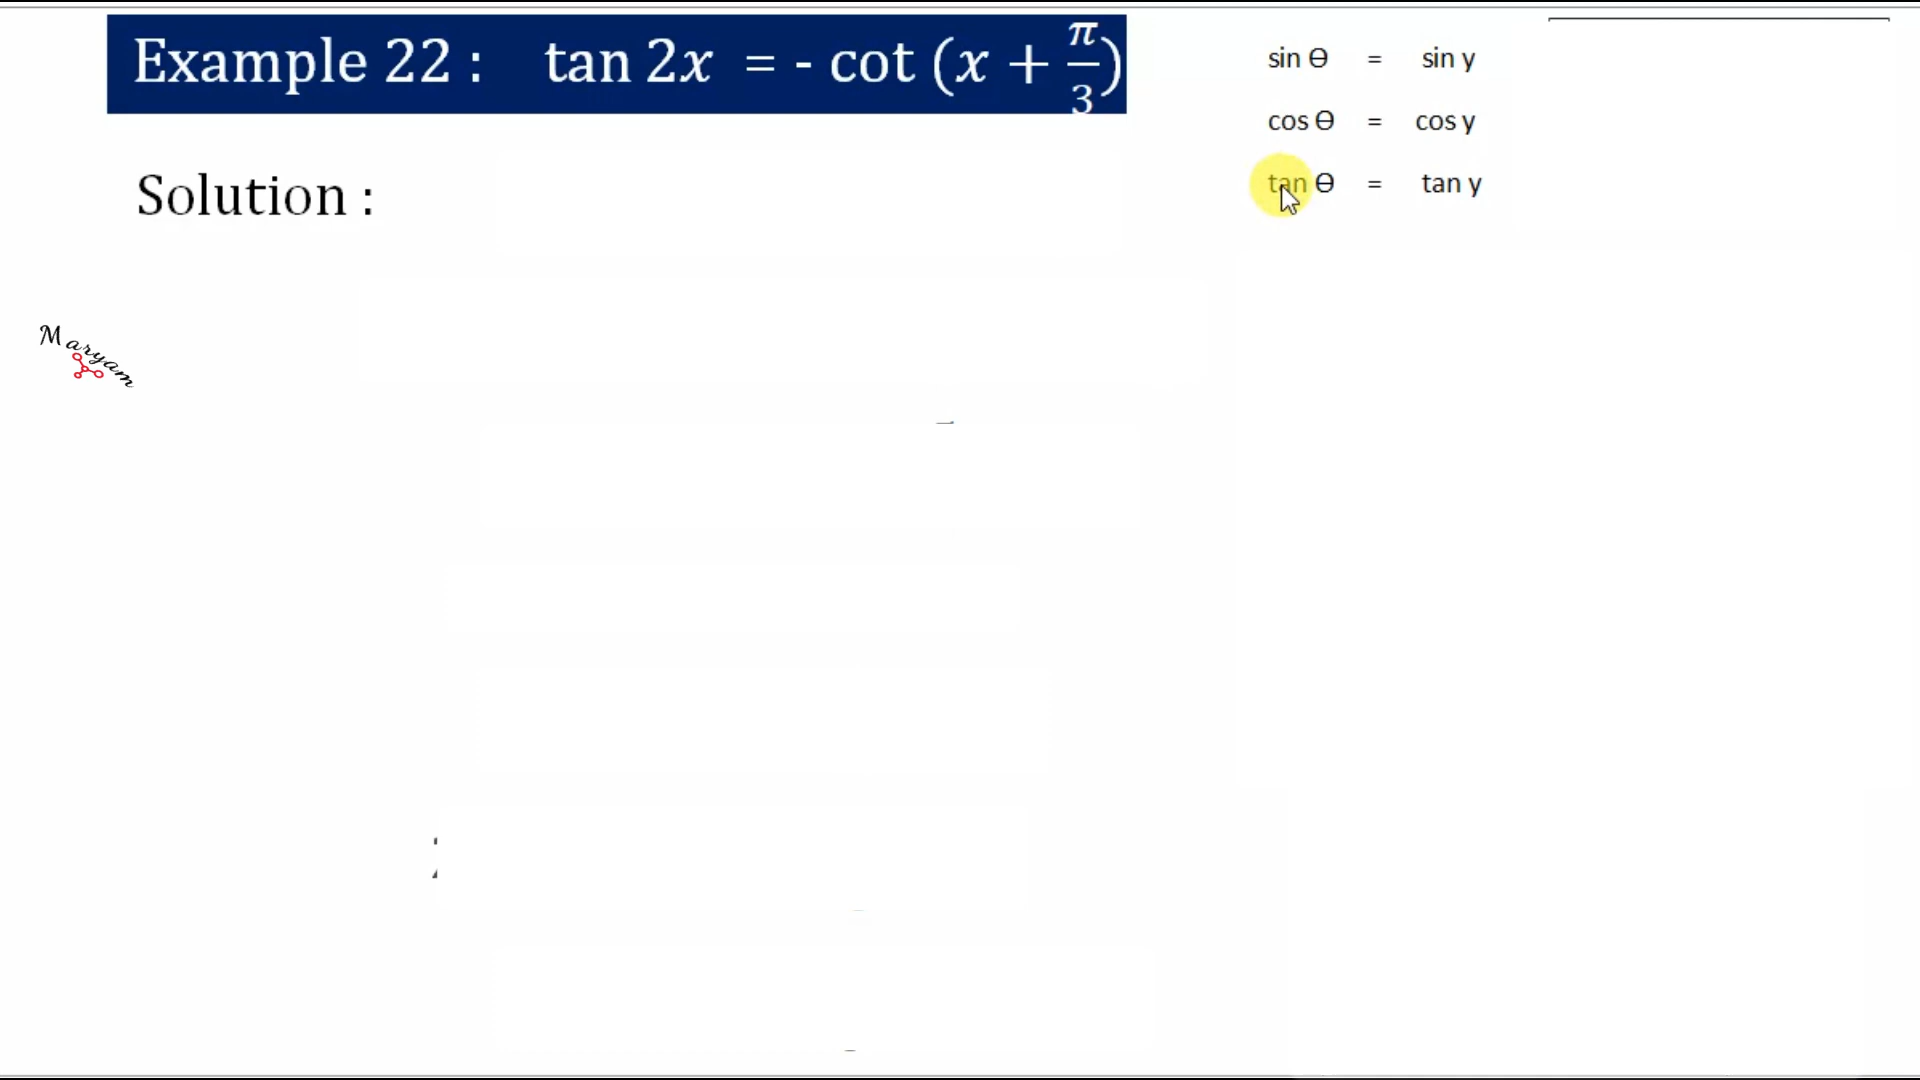 Example 22 : tan 2x = - cot (x + π/3)
sin Ɵ = sin y
cos Ɵ = cos y
tan Ɵ = tan y
Solution :
Maryam